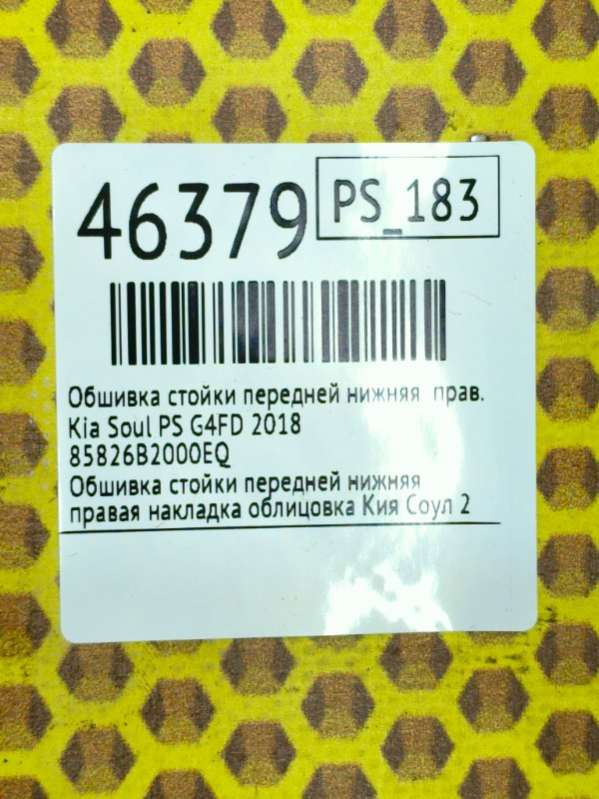 46379 PS_183
Обшивка стойки передней нижняя прав.
Kia Soul PS G4FD 2018
85826B2000EQ
Обшивка стойки передней нижняя
правая накладка облицовка Кия Соул 2